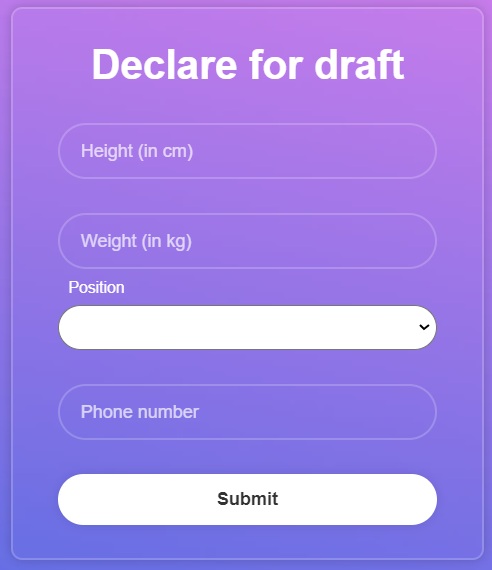 Declare for draft
Height (in cm)
Weight (in kg)
Position
Phone number
Submit